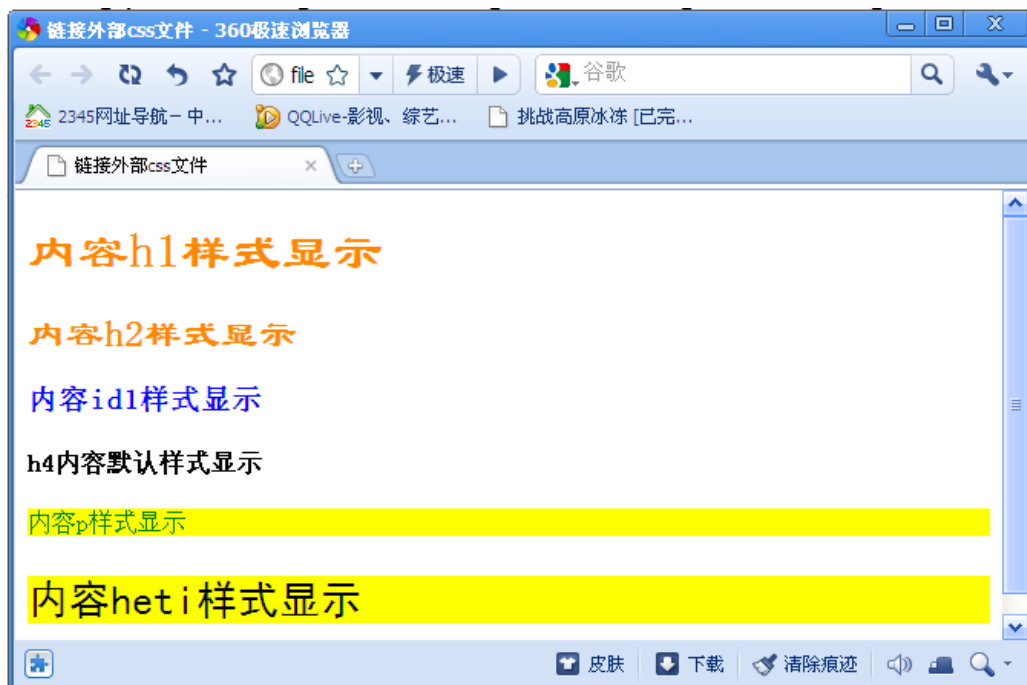 链接外部css文件 - 360极速浏览器
file 极速 谷歌
2345网址导航－中... QQLive-影视、综艺... 挑战高原冰冻 [已完...
链接外部css文件
内容h1样式显示
内容h2样式显示
内容id1样式显示
h4内容默认样式显示
内容p样式显示
内容heti样式显示
皮肤 下载 清除痕迹